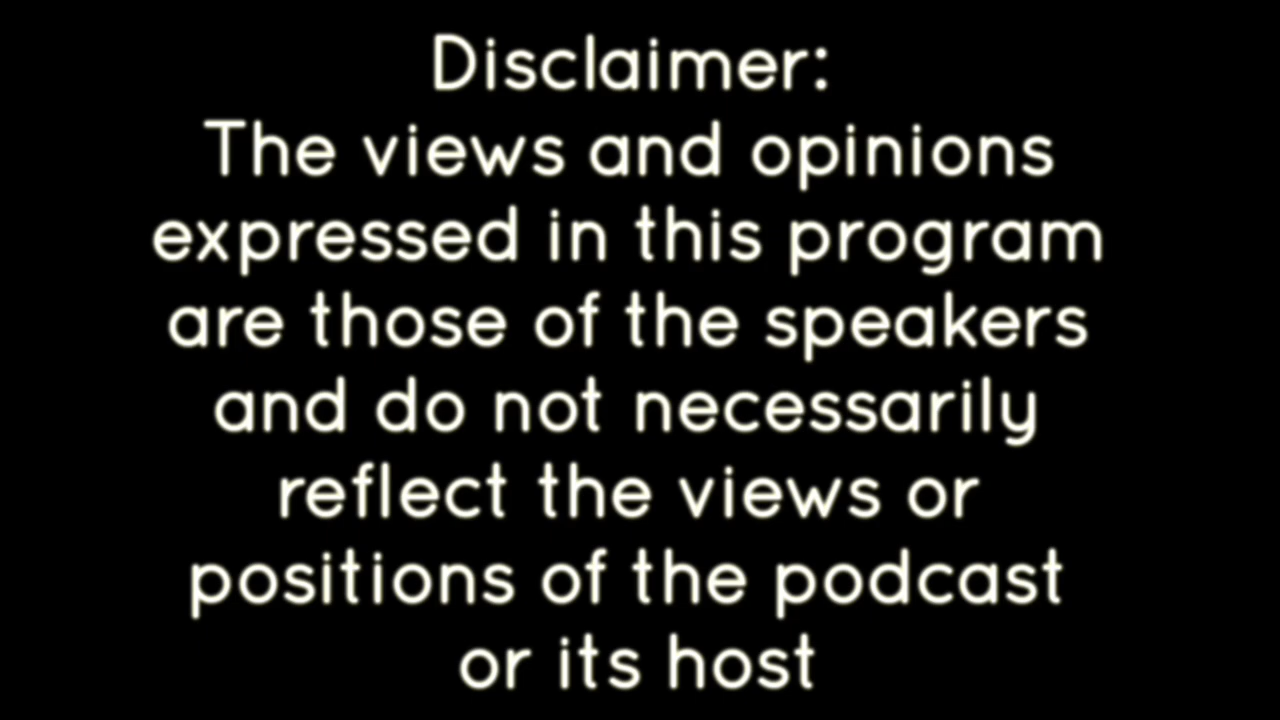 Disclaimer:
The views and opinions
expressed in this program
are those of the speakers
and do not necessarily
reflect the views or
positions of the podcast
or its host